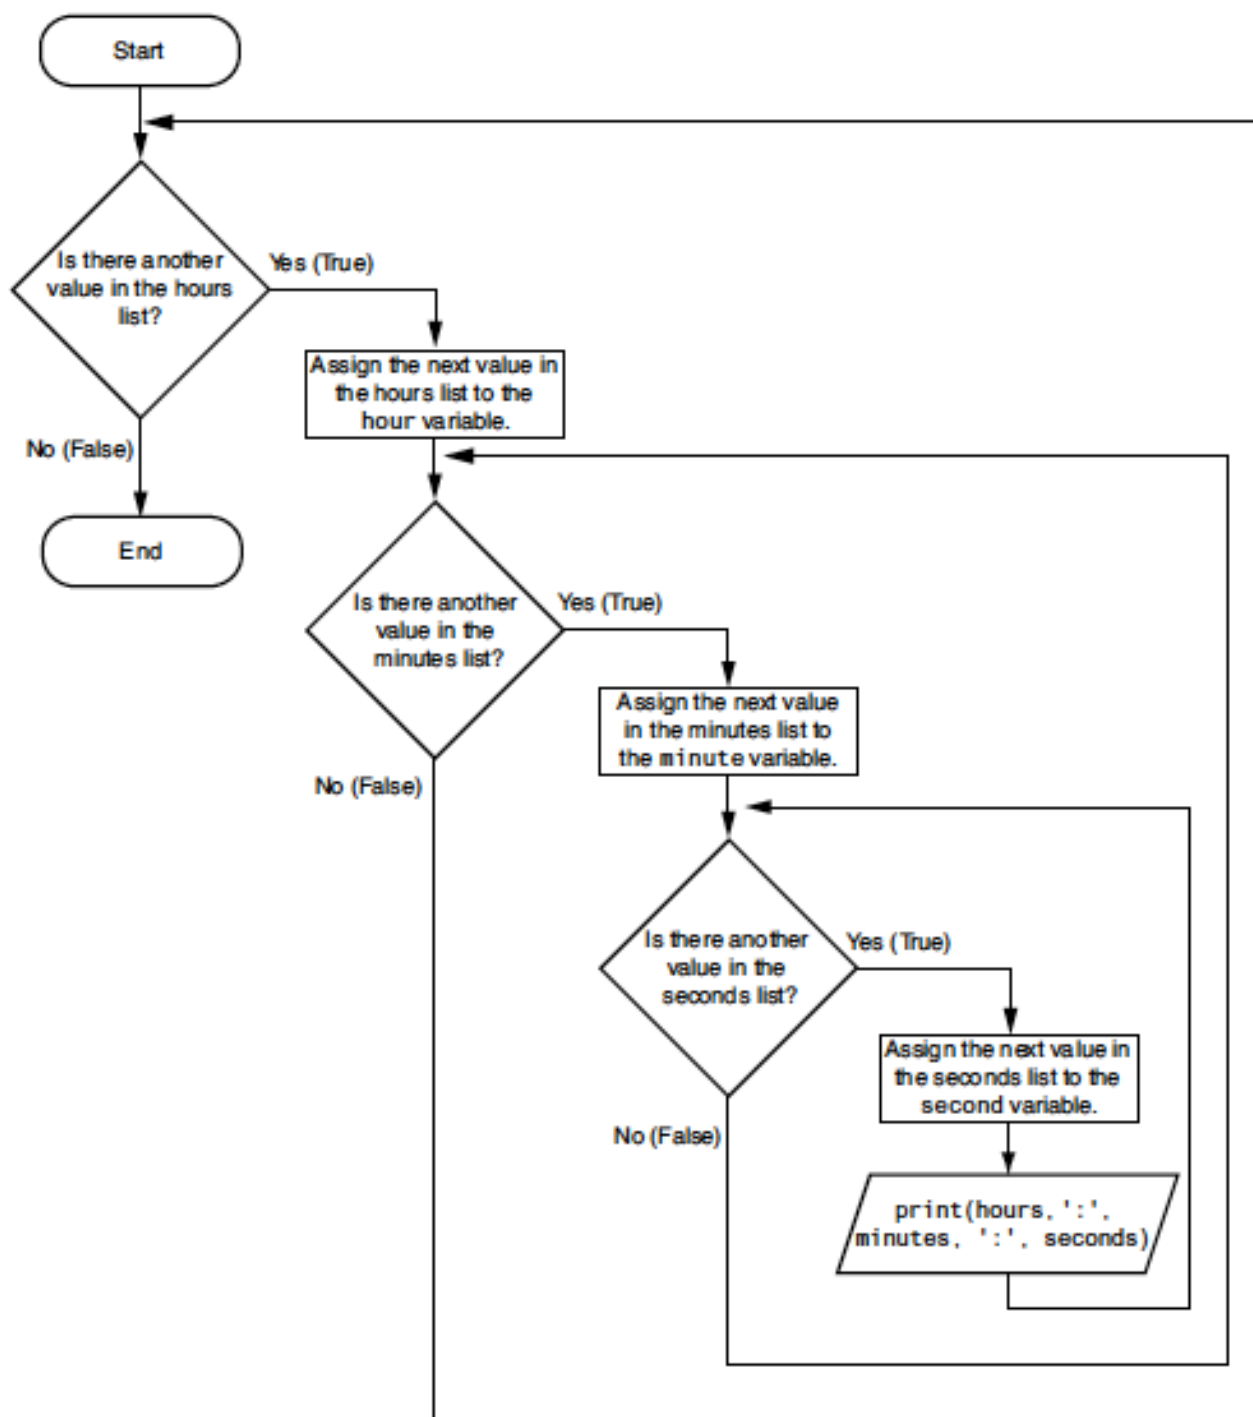 Start
Is there another
value in the hours
list?
Yes (True)
Assign the next value in
the hours list to the
hour variable.
No (False)
End
Is there another
value in the
minutes list?
Yes (True)
Assign the next value
in the minutes list to
the minute variable.
No (False)
Is there another
value in the
seconds list?
Yes (True)
Assign the next value in
the seconds list to the
second variable.
No (False)
print(hours, ':',
minutes, ':', seconds)